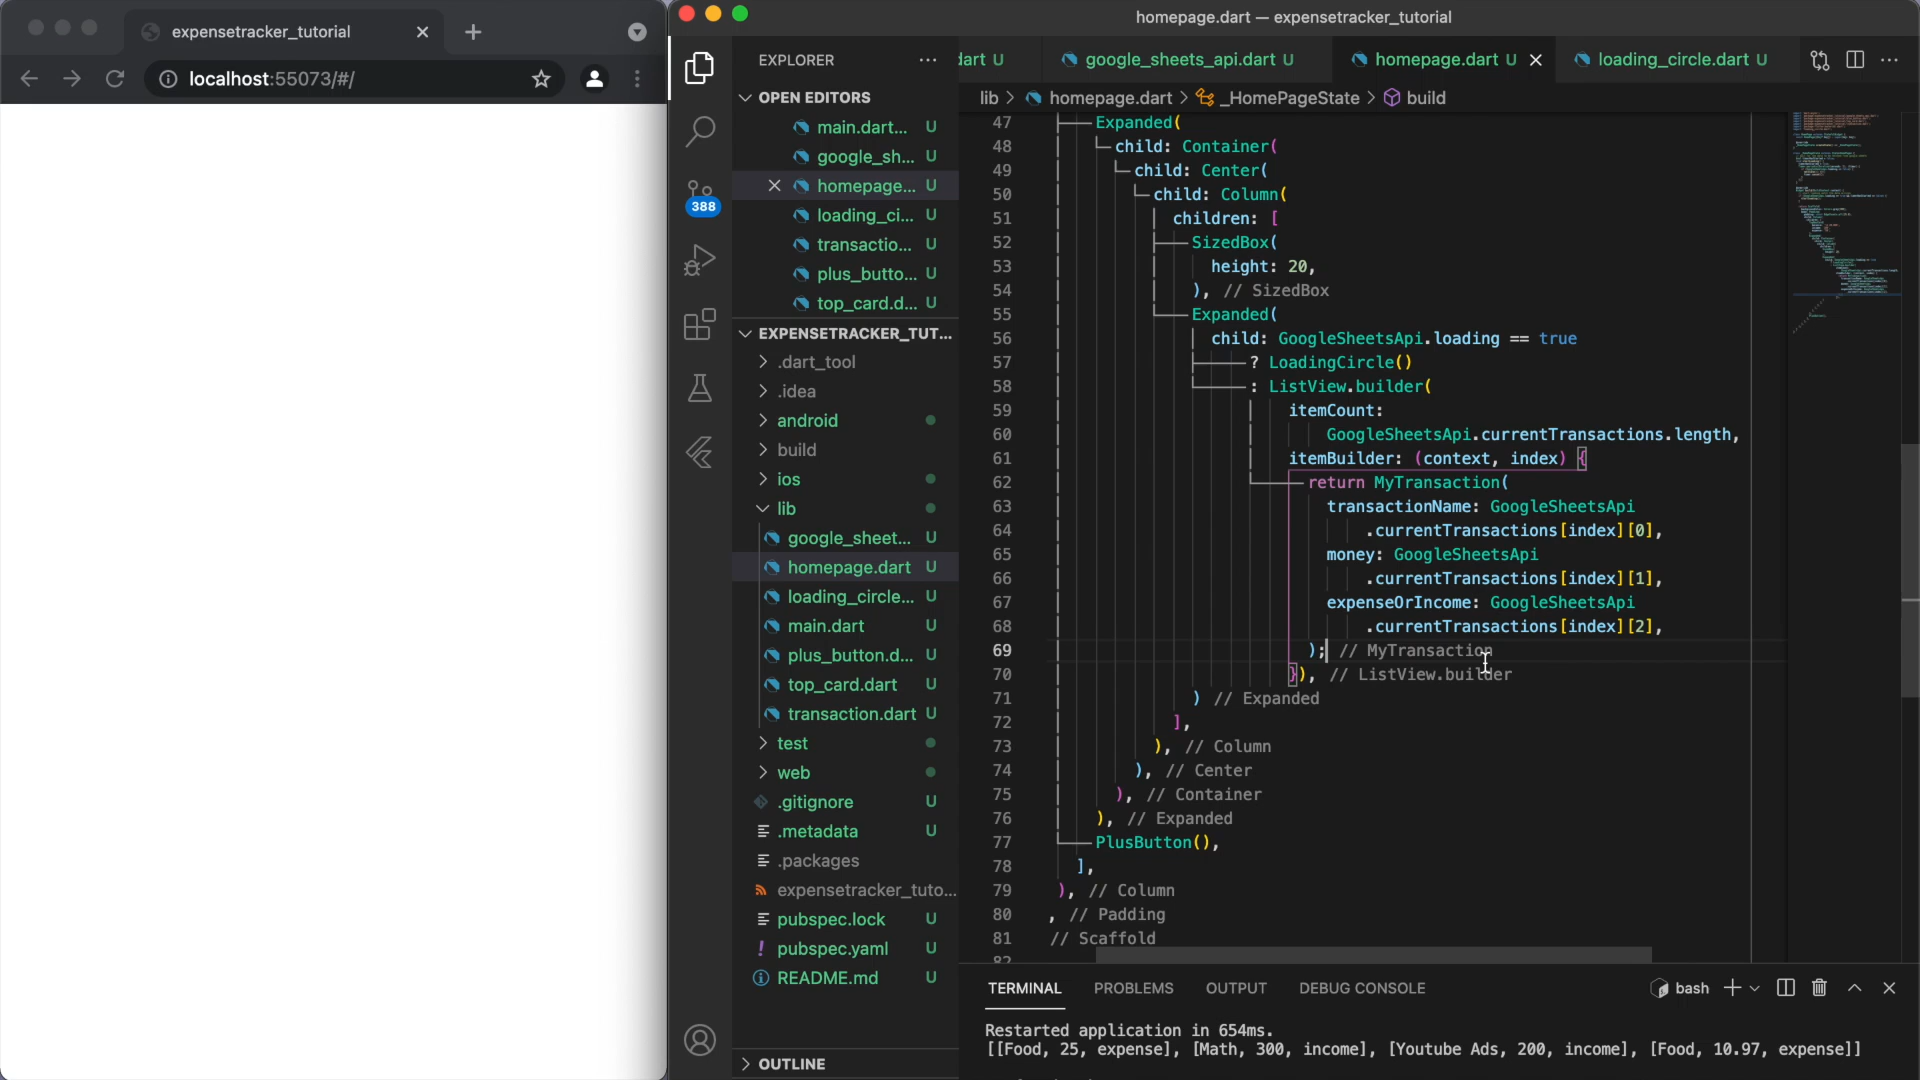 expensetracker_tutorial
localhost:55073/#/
homepage.dart — expensetracker_tutorial
EXPLORER
dart U
google_sheets_api.dart U
homepage.dart U
loading_circle.dart U
OPEN EDITORS
main.dart... U
google_sh... U
homepage... U
loading_ci... U
transactio... U
plus_butto... U
top_card.d... U
388
EXPENSETRACKER_TUT...
.dart_tool
.idea
android
build
ios
lib
google_sheet... U
homepage.dart U
loading_circle... U
main.dart U
plus_button.d... U
top_card.dart U
transaction.dart U
test
web
.gitignore U
.metadata U
.packages
expensetracker_tuto...
pubspec.lock U
pubspec.yaml U
README.md U
OUTLINE
lib > homepage.dart > _HomePageState > build
47 Expanded(
48 child: Container(
49 child: Center(
50 child: Column(
51 children: [
52 SizedBox(
53 height: 20,
54 ), // SizedBox
55 Expanded(
56 child: GoogleSheetsApi.loading == true
57 ? LoadingCircle()
58 : ListView.builder(
59 itemCount:
60 GoogleSheetsApi.currentTransactions.length,
61 itemBuilder: (context, index) {
62 return MyTransaction(
63 transactionName: GoogleSheetsApi
64 .currentTransactions[index][0],
65 money: GoogleSheetsApi
66 .currentTransactions[index][1],
67 expenseOrIncome: GoogleSheetsApi
68 .currentTransactions[index][2],
69 ); // MyTransaction
70 }), // ListView.builder
71 ) // Expanded
72 ],
73 ), // Column
74 ), // Center
75 ), // Container
76 ), // Expanded
77 PlusButton(),
78 ],
79 ), // Column
80 , // Padding
81 // Scaffold
82
TERMINAL PROBLEMS OUTPUT DEBUG CONSOLE
bash
Restarted application in 654ms.
[[Food, 25, expense], [Math, 300, income], [Youtube Ads, 200, income], [Food, 10.97, expense]]